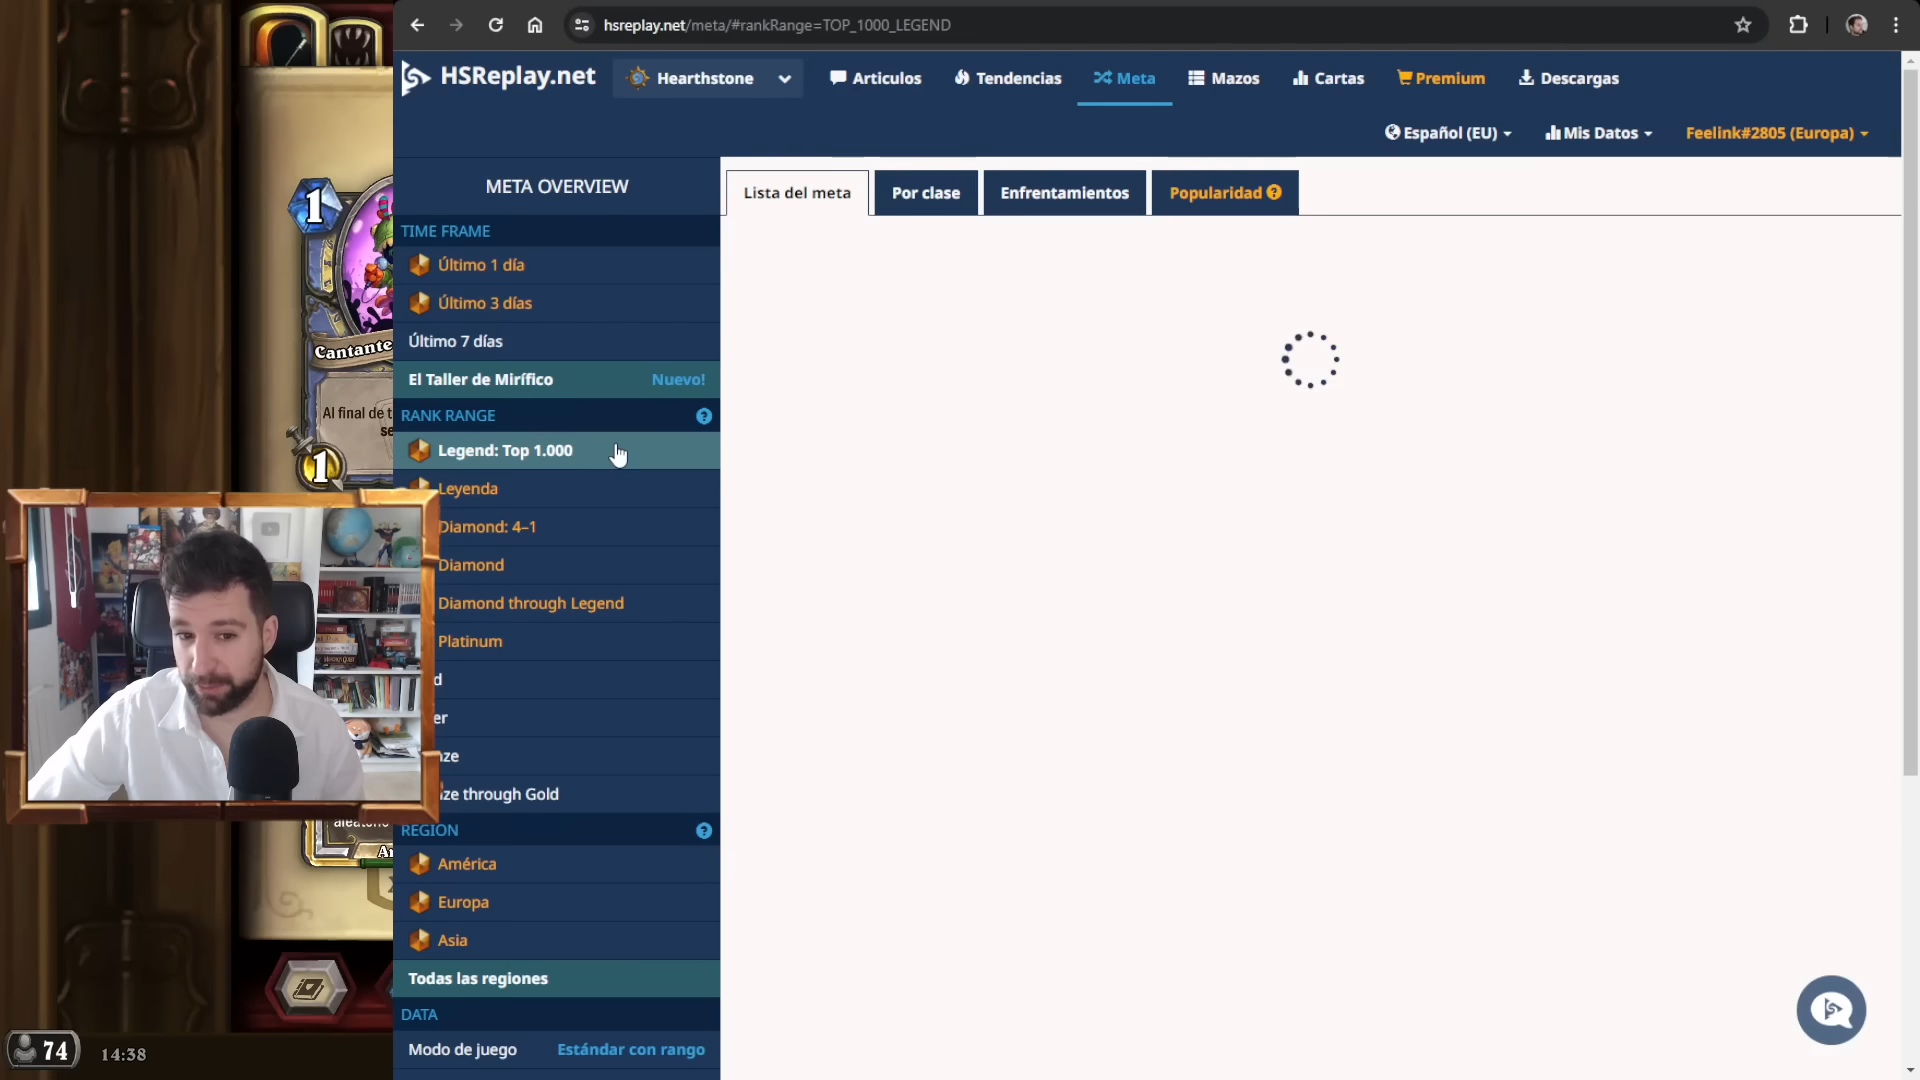 hsreplay.net/meta/#rankRange=TOP_1000_LEGEND
HSReplay.net
Hearthstone
Articulos
Tendencias
Meta
Mazos
Cartas
Premium
Descargas
Español (EU)
Mis Datos
Feelink#2805 (Europa)
META OVERVIEW
Lista del meta
Por clase
Enfrentamientos
Popularidad
TIME FRAME
Último 1 día
Último 3 días
Último 7 días
El Taller de Mirífico Nuevo!
RANK RANGE
Legend: Top 1.000
Leyenda
Diamond: 4–1
Diamond
Diamond through Legend
Platinum
d
er
nze
ze through Gold
REGION
América
Europa
Asia
Todas las regiones
DATA
Modo de juego Estándar con rango
1
Cantante
Al final de t
se
1
aleatorio
74
14:38